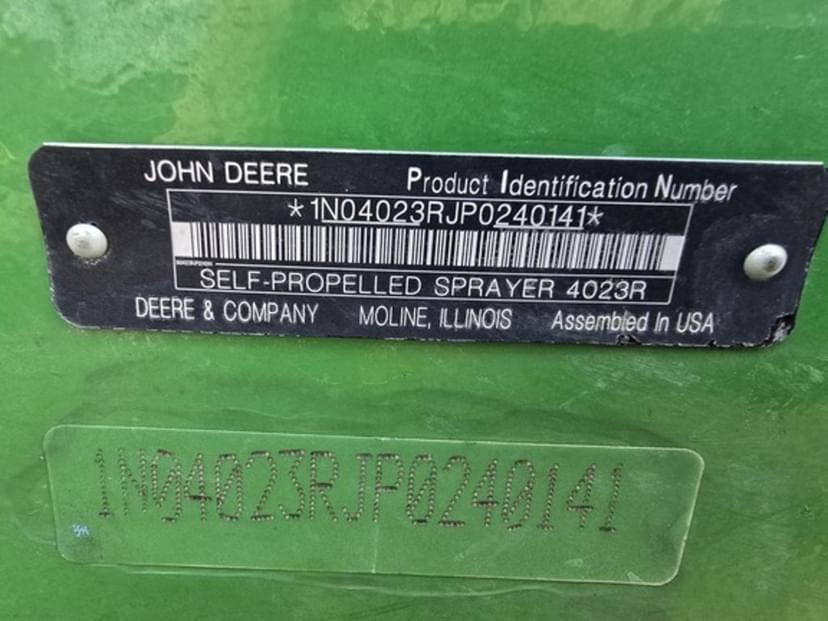 JOHN DEERE Product Identification Number
*1N04023RJP0240141*
SELF-PROPELLED SPRAYER 4023R
DEERE & COMPANY MOLINE, ILLINOIS Assembled In USA
1N04023RJP0240141